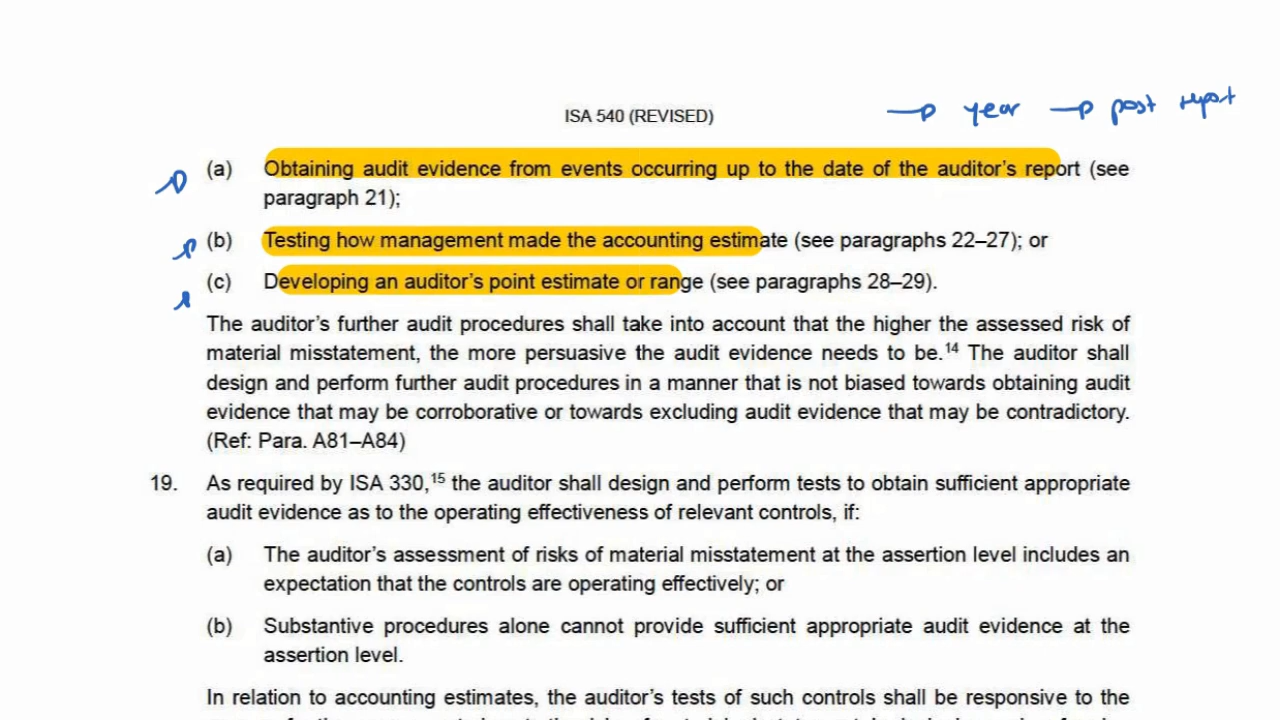 ISA 540 (REVISED)
→ year → post report
(a) Obtaining audit evidence from events occurring up to the date of the auditor's report (see
paragraph 21);
(b) Testing how management made the accounting estimate (see paragraphs 22–27); or
(c) Developing an auditor's point estimate or range (see paragraphs 28–29).
The auditor's further audit procedures shall take into account that the higher the assessed risk of
material misstatement, the more persuasive the audit evidence needs to be.14 The auditor shall
design and perform further audit procedures in a manner that is not biased towards obtaining audit
evidence that may be corroborative or towards excluding audit evidence that may be contradictory.
(Ref: Para. A81–A84)
19. As required by ISA 330,15 the auditor shall design and perform tests to obtain sufficient appropriate
audit evidence as to the operating effectiveness of relevant controls, if:
(a) The auditor's assessment of risks of material misstatement at the assertion level includes an
expectation that the controls are operating effectively; or
(b) Substantive procedures alone cannot provide sufficient appropriate audit evidence at the
assertion level.
In relation to accounting estimates, the auditor's tests of such controls shall be responsive to the